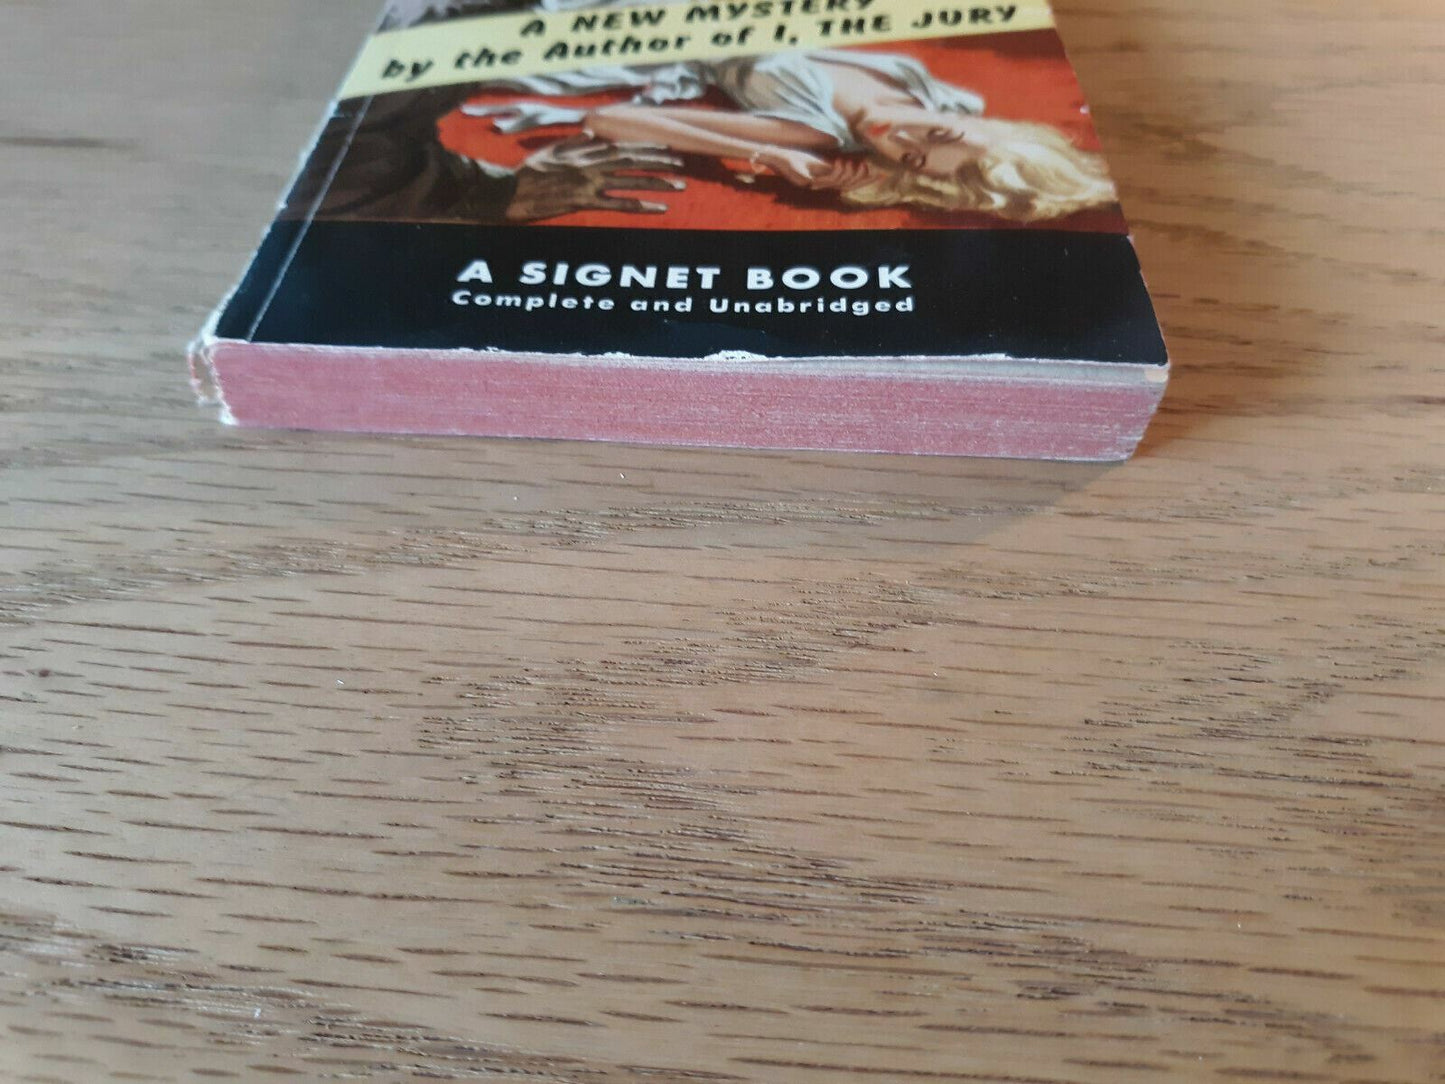 A NEW MYSTERY
by the Author of I, THE JURY
A SIGNET BOOK
Complete and Unabridged